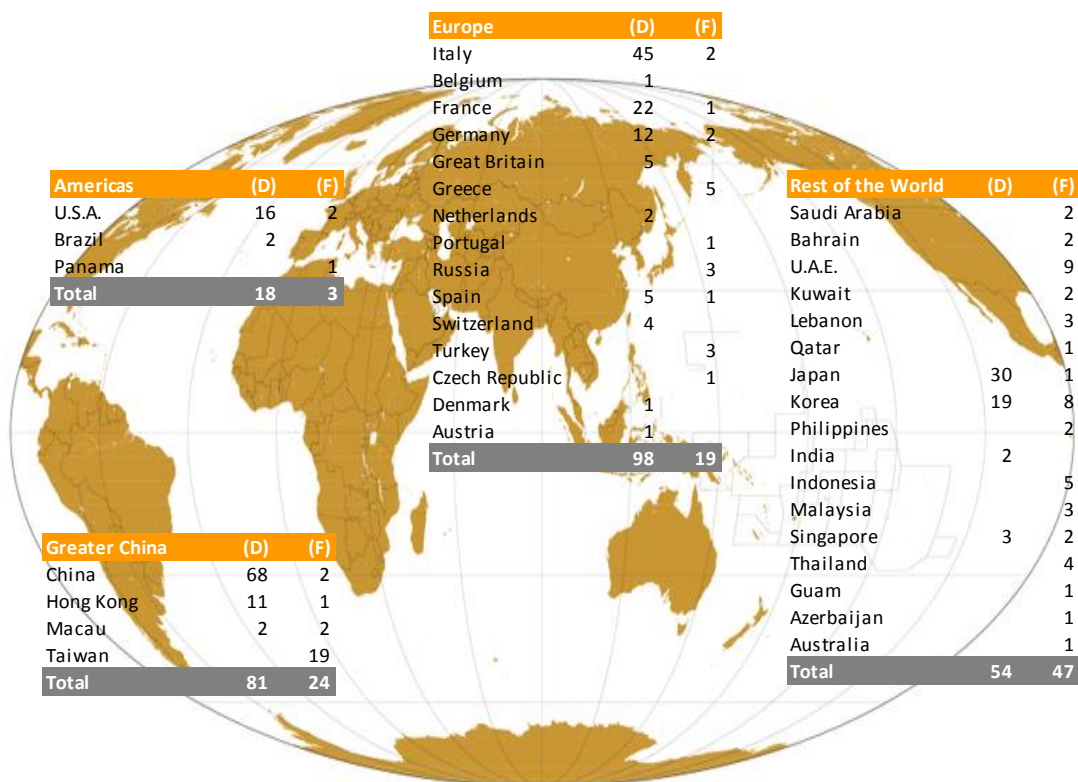 Europe (D) (F)
Italy 45 2
Belgium 1
France 22 1
Germany 12 2
Great Britain 5
Greece 5
Netherlands 2
Portugal 1
Russia 3
Spain 5 1
Switzerland 4
Turkey 3
Czech Republic 1
Denmark 1
Austria 1
Total 98 19
Americas (D) (F)
U.S.A. 16 2
Brazil 2
Panama 1
Total 18 3
Rest of the World (D) (F)
Saudi Arabia 2
Bahrain 2
U.A.E. 9
Kuwait 2
Lebanon 3
Qatar 1
Japan 30 1
Korea 19 8
Philippines 2
India 2
Indonesia 5
Malaysia 3
Singapore 3 2
Thailand 4
Guam 1
Azerbaijan 1
Australia 1
Total 54 47
Greater China (D) (F)
China 68 2
Hong Kong 11 1
Macau 2 2
Taiwan 19
Total 81 24